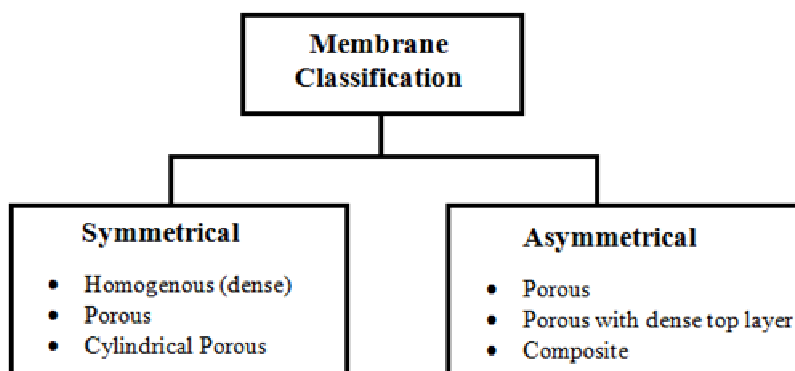 Membrane
Classification
Symmetrical
• Homogenous (dense)
• Porous
• Cylindrical Porous
Asymmetrical
• Porous
• Porous with dense top layer
• Composite